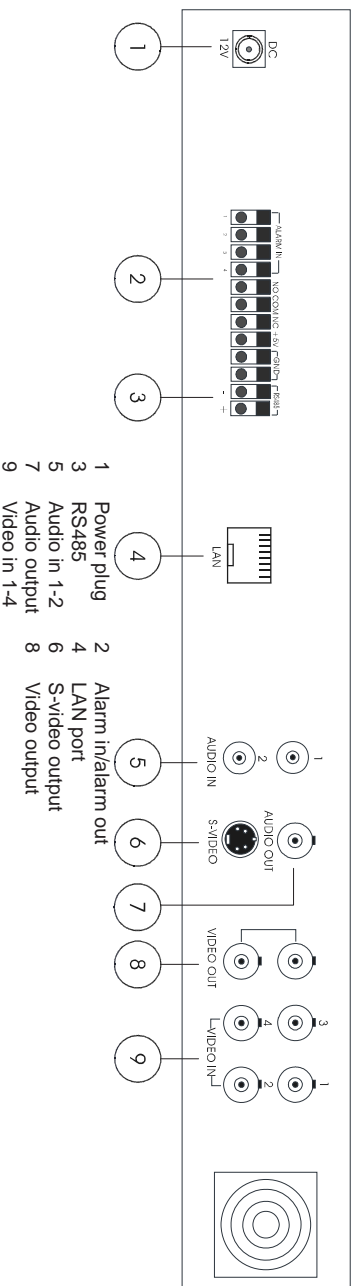 DC
12V
ALARM IN
NO COM NC +5V
GND
RS485
1 2 3 4
- +
LAN
1
2
AUDIO IN
AUDIO OUT
S-VIDEO
VIDEO OUT
3 1
4 2
VIDEO IN
1 2 3 4 5 6 7 8 9
1 Power plug 2 Alarm in/alarm out
3 RS485 4 LAN port
5 Audio in 1-2 6 S-video output
7 Audio output 8 Video output
9 Video in 1-4